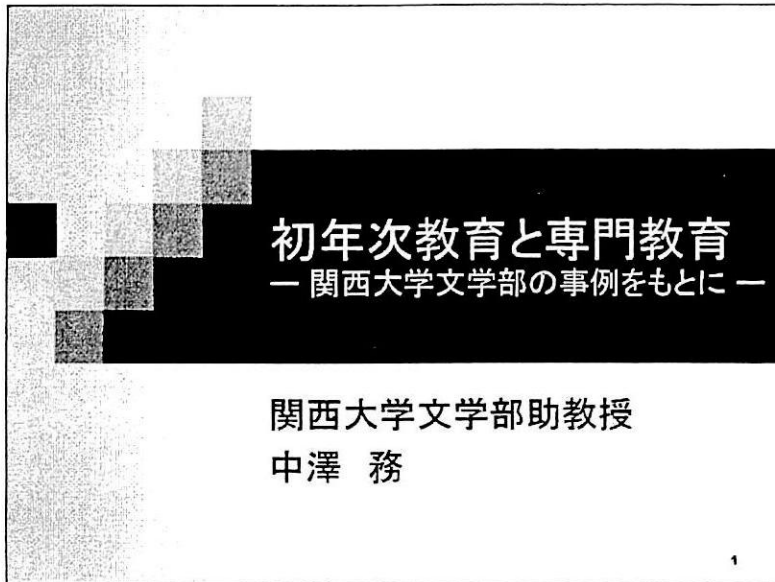 初年次教育と専門教育
― 関西大学文学部の事例をもとに ―
関西大学文学部助教授
中澤 務
1